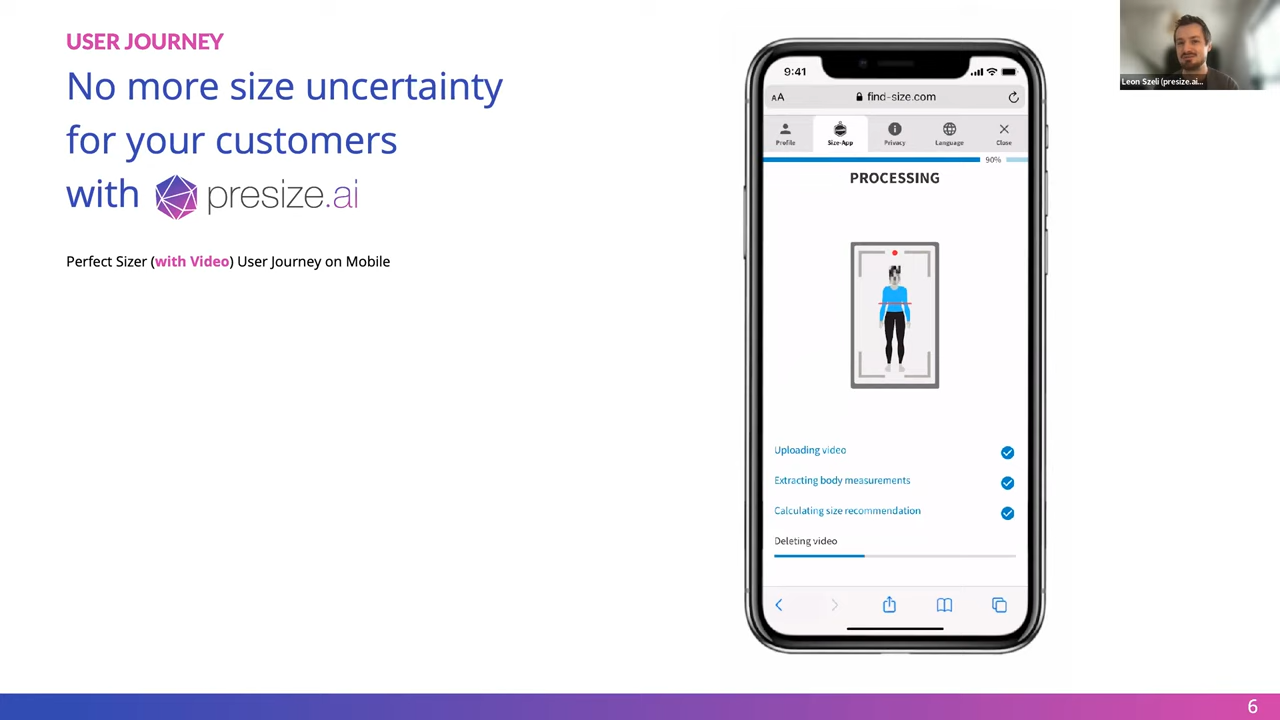 USER JOURNEY
No more size uncertainty
for your customers
with presize.ai
Perfect Sizer (with Video) User Journey on Mobile
9:41
AA find-size.com
Profile Size-App Privacy Language Close
90%
PROCESSING
Uploading video
Extracting body measurements
Calculating size recommendation
Deleting video
Leon Szeli (presize.ai...
6